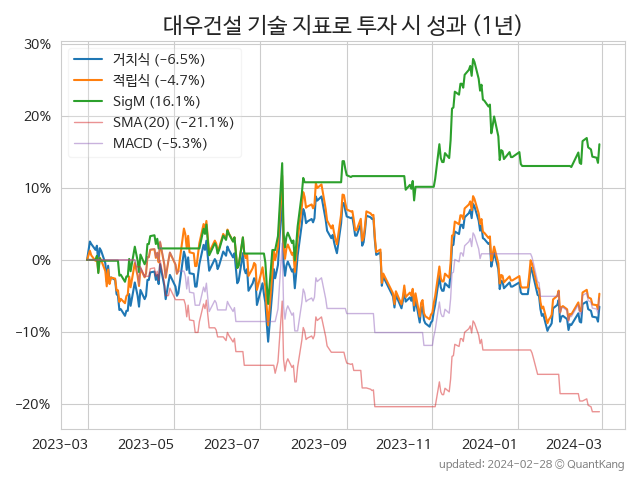 대우건설 기술 지표로 투자 시 성과 (1년)
30%
20%
10%
0%
−10%
−20%
거치식 (−6.5%)
적립식 (−4.7%)
SigM (16.1%)
SMA(20) (−21.1%)
MACD (−5.3%)
2023-03 2023-05 2023-07 2023-09 2023-11 2024-01 2024-03
updated: 2024-02-28 © QuantKang